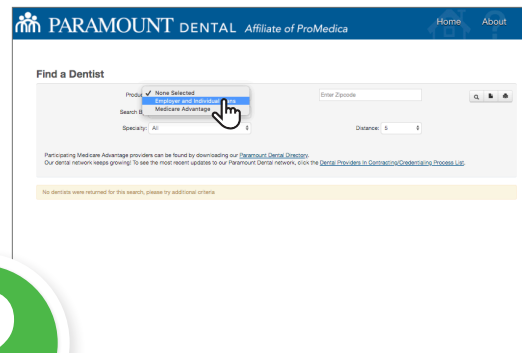 PARAMOUNT DENTAL Affiliate of ProMedica
Home About
Find a Dentist
✓ None Selected
Employer and Individual
Medicare Advantage
Enter Zipcode
Search
Specialty: All
Distance: 5
Participating Medicare Advantage providers can be found by downloading our Paramount Dental Directory.
Our dental network keeps growing! To see the most recent updates to our Paramount Dental network, click the Dental Providers In Contracting/Credentialing Process List.
No dentists were returned for this search, please try additional criteria